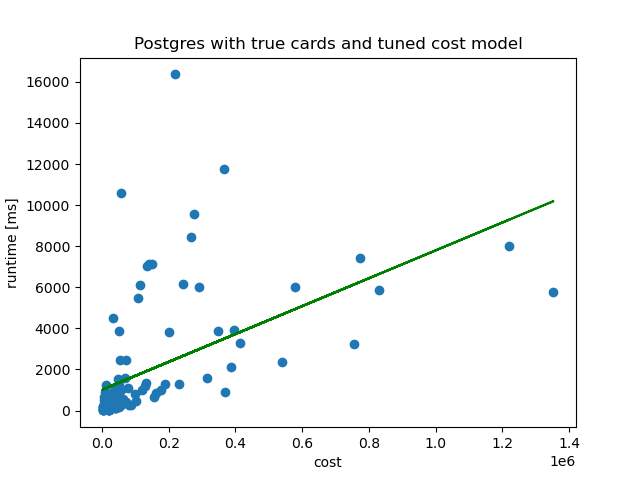 Postgres with true cards and tuned cost model
16000
14000
12000
10000
8000
6000
4000
2000
0
runtime [ms]
0.0 0.2 0.4 0.6 0.8 1.0 1.2 1.4
1e6
cost